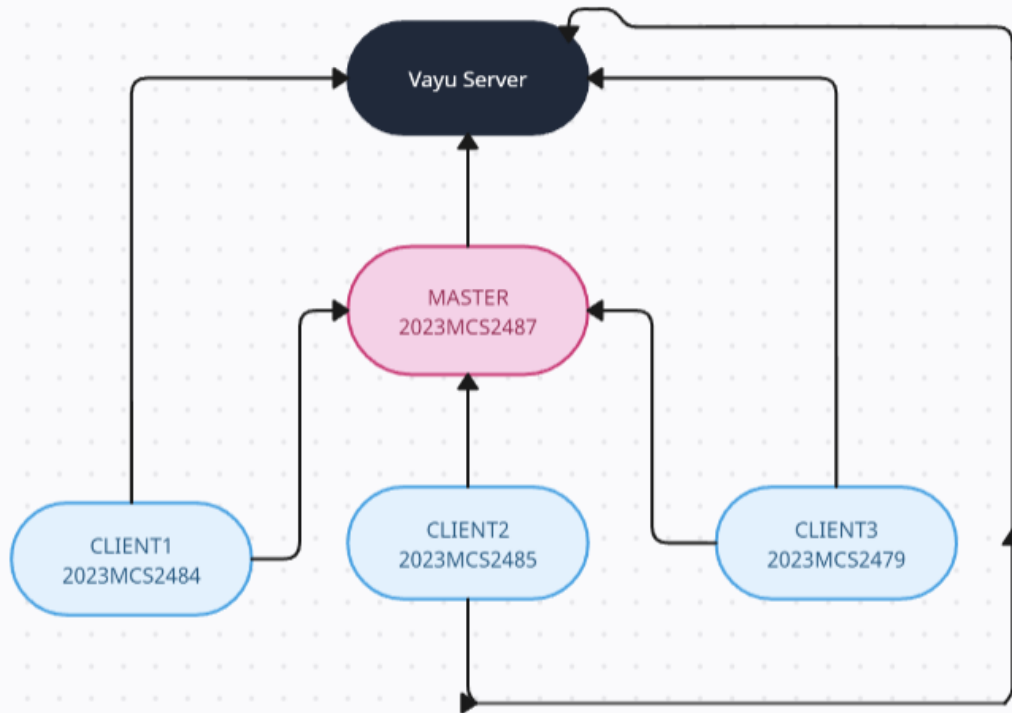 Vayu Server
MASTER
2023MCS2487
CLIENT1
2023MCS2484
CLIENT2
2023MCS2485
CLIENT3
2023MCS2479